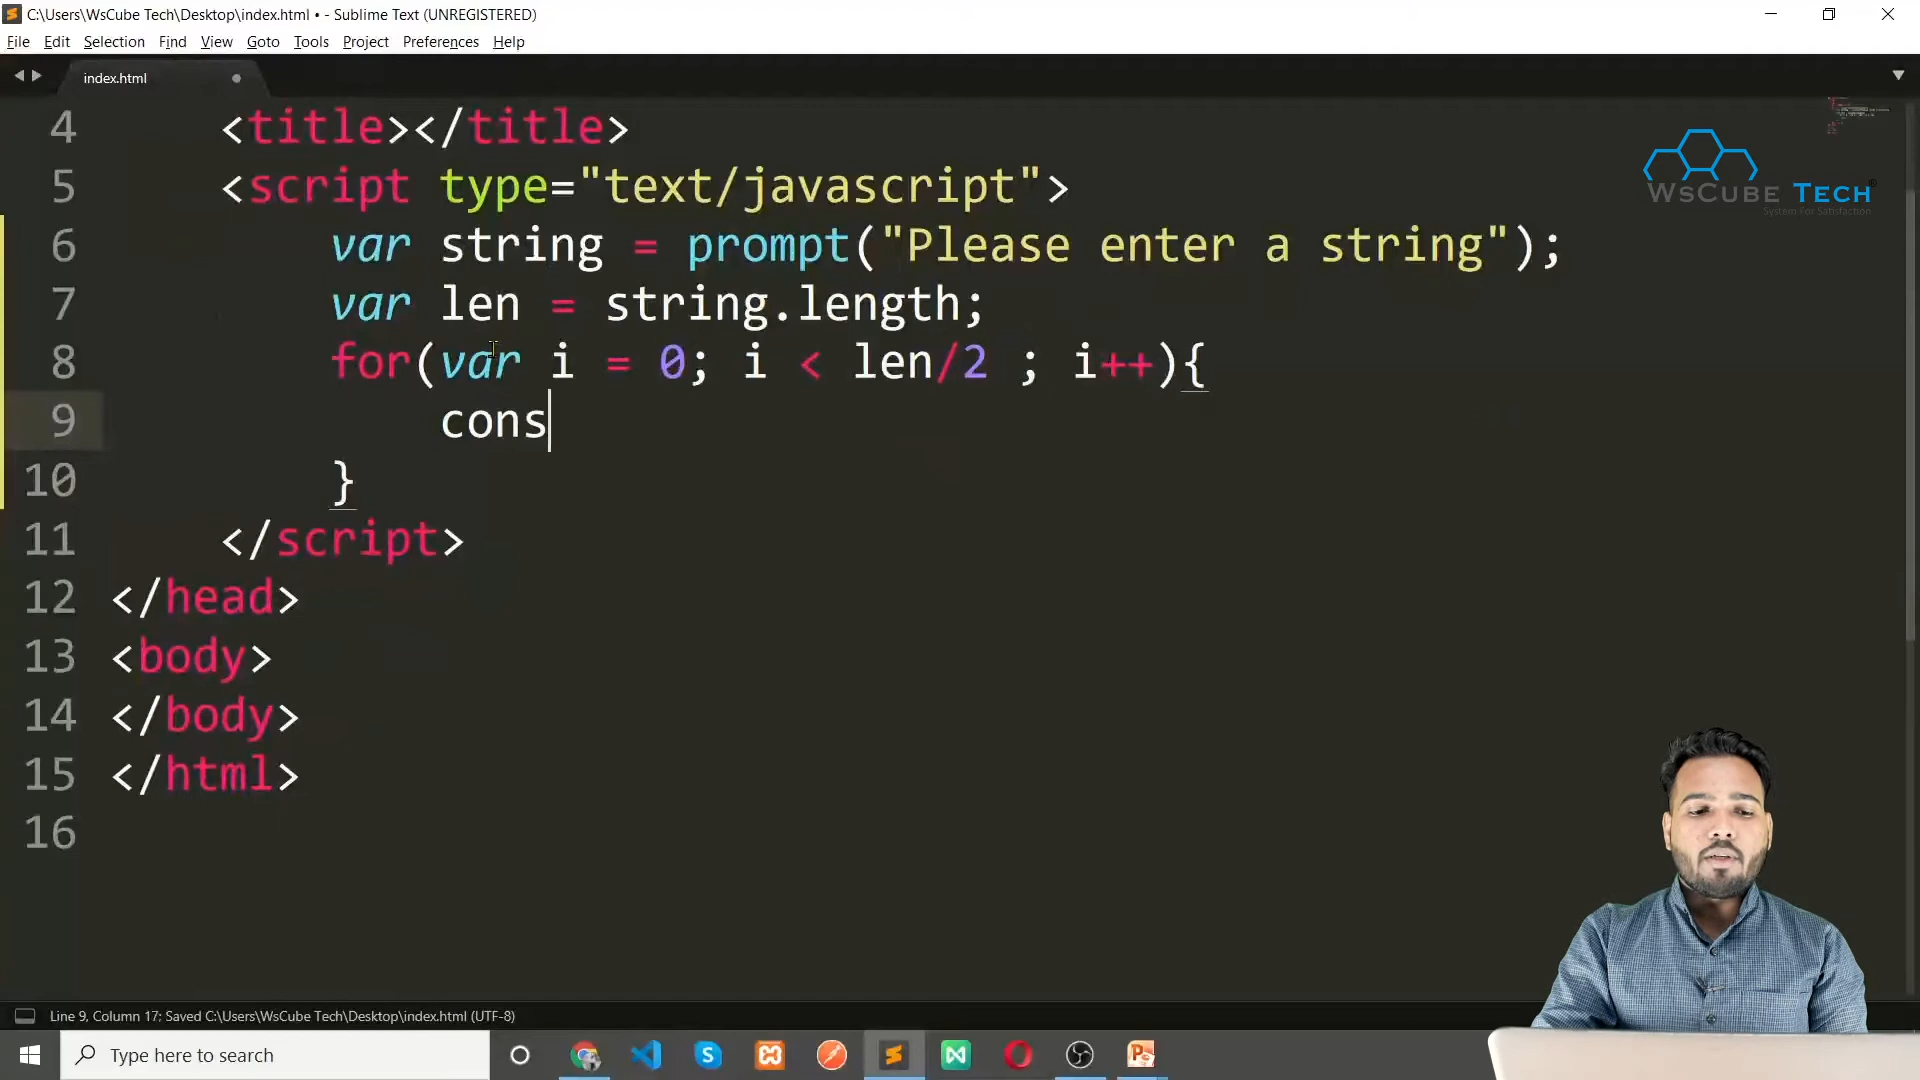 C:\Users\WsCube Tech\Desktop\index.html • - Sublime Text (UNREGISTERED)
File Edit Selection Find View Goto Tools Project Preferences Help
index.html
4 <title></title>
5 <script type="text/javascript">
6 var string = prompt("Please enter a string");
7 var len = string.length;
8 for(var i = 0; i < len/2 ; i++){
9 cons
10 }
11 </script>
12 </head>
13 <body>
14 </body>
15 </html>
16
WSCUBE TECH®
System For Satisfaction
Line 9, Column 17; Saved C:\Users\WsCube Tech\Desktop\index.html (UTF-8)
Type here to search